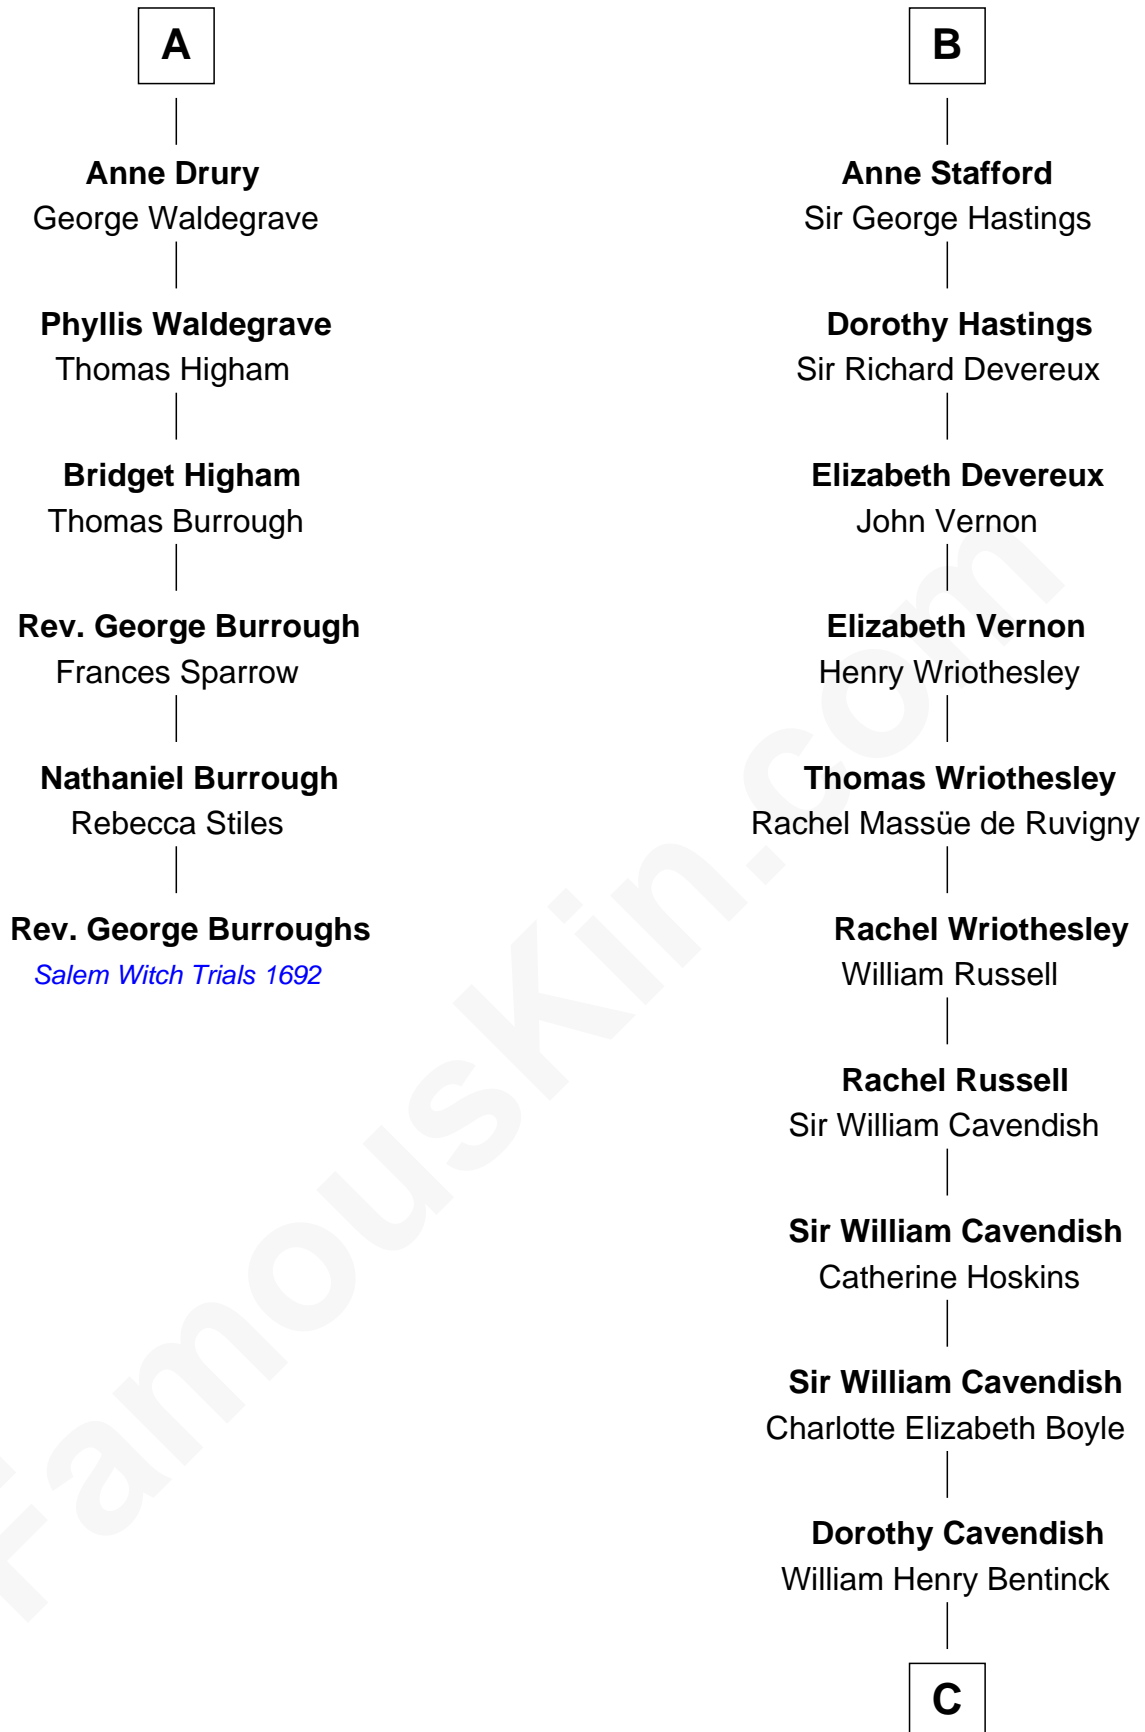 A
Anne Drury
George Waldegrave
Phyllis Waldegrave
Thomas Higham
Bridget Higham
Thomas Burrough
Rev. George Burrough
Frances Sparrow
Nathaniel Burrough
Rebecca Stiles
Rev. George Burroughs
Salem Witch Trials 1692
B
Anne Stafford
Sir George Hastings
Dorothy Hastings
Sir Richard Devereux
Elizabeth Devereux
John Vernon
Elizabeth Vernon
Henry Wriothesley
Thomas Wriothesley
Rachel Massüe de Ruvigny
Rachel Wriothesley
William Russell
Rachel Russell
Sir William Cavendish
Sir William Cavendish
Catherine Hoskins
Sir William Cavendish
Charlotte Elizabeth Boyle
Dorothy Cavendish
William Henry Bentinck
C
FamousKin.com